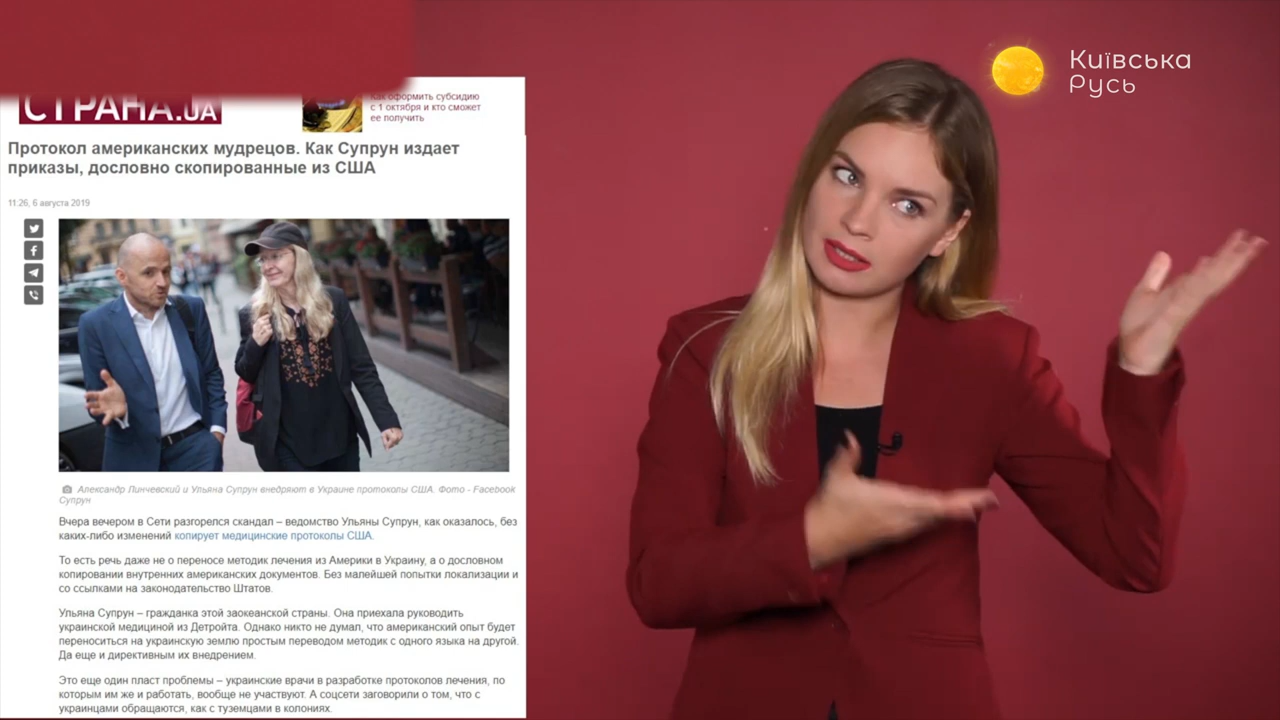 Київська
Русь
СТРАНА.UA
Как оформить субсидию
с 1 октября и кто сможет
ее получить
Протокол американских мудрецов. Как Супрун издает
приказы, дословно скопированные из США
11:26, 6 августа 2019
Александр Линчевский и Ульяна Супрун внедряют в Украине протоколы США. Фото - Facebook
Супрун
Вчера вечером в Сети разгорелся скандал – ведомство Ульяны Супрун, как оказалось, без
каких-либо изменений копирует медицинские протоколы США.
То есть речь даже не о переносе методик лечения из Америки в Украину, а о дословном
копировании внутренних американских документов. Без малейшей попытки локализации и
со ссылками на законодательство Штатов.
Ульяна Супрун – гражданка этой заокеанской страны. Она приехала руководить
украинской медициной из Детройта. Однако никто не думал, что американский опыт будет
переноситься на украинскую землю простым переводом методик с одного языка на другой.
Да еще и директивным их внедрением.
Это еще один пласт проблемы – украинские врачи в разработке протоколов лечения, по
которым им же и работать, вообще не участвуют. А соцсети заговорили о том, что с
украинцами обращаются, как с туземцами в колониях.